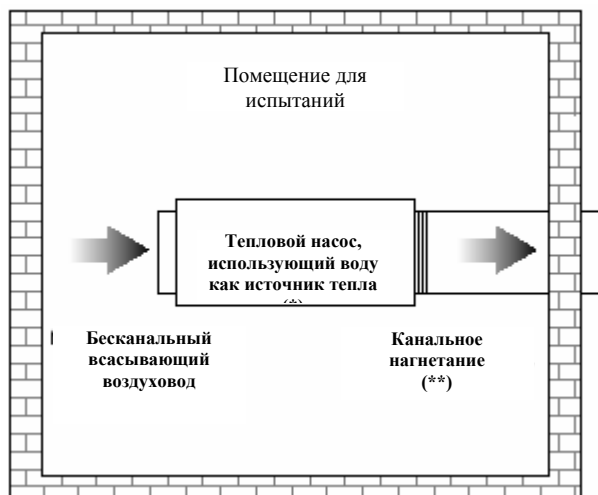 Помещение для
испытаний
Тепловой насос,
использующий воду
как источник тепла
(*)
Бесканальный
всасывающий
воздуховод
Канальное
нагнетание
(**)